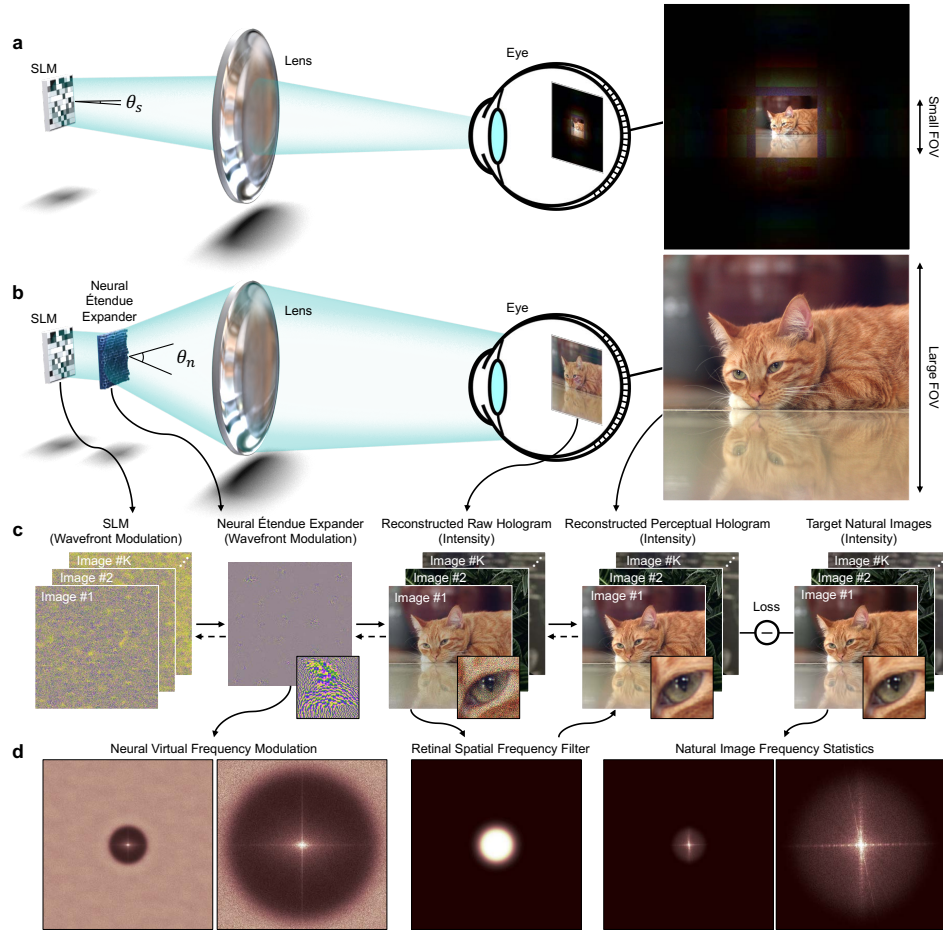 a
SLM
θs
Lens
Eye
Small FOV
b
SLM
Neural
Étendue
Expander
θn
Lens
Eye
Large FOV
c
SLM
(Wavefront Modulation)
Image #K
Image #2
Image #1
Neural Étendue Expander
(Wavefront Modulation)
Reconstructed Raw Hologram
(Intensity)
Image #K
Image #2
Image #1
Reconstructed Perceptual Hologram
(Intensity)
Image #K
Image #2
Image #1
Loss
Target Natural Images
(Intensity)
Image #K
Image #2
Image #1
d
Neural Virtual Frequency Modulation
Retinal Spatial Frequency Filter
Natural Image Frequency Statistics